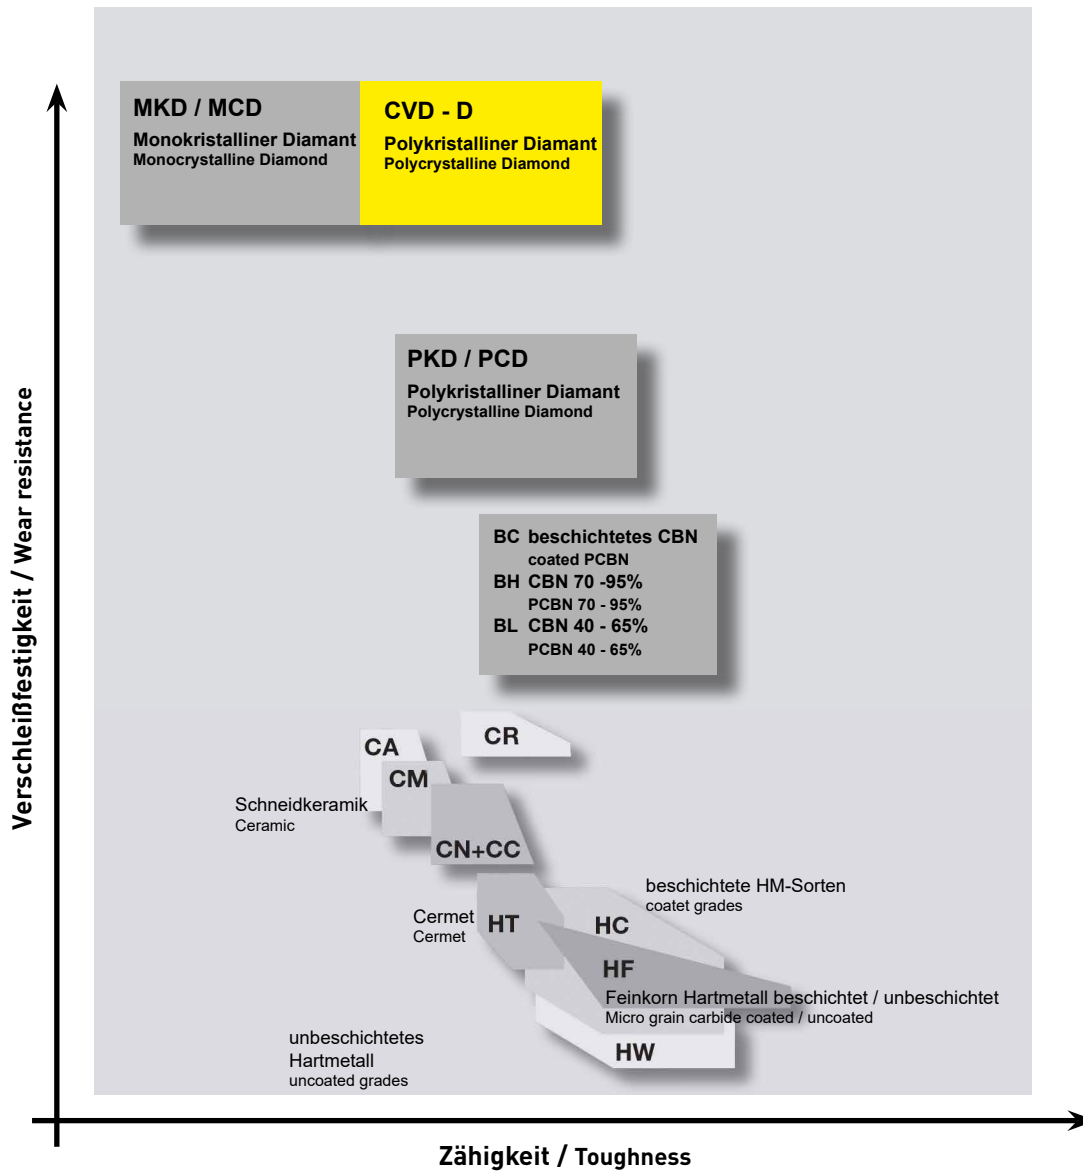 MKD / MCD
Monokristalliner Diamant
Monocrystalline Diamond
CVD - D
Polykristalliner Diamant
Polycrystalline Diamond
PKD / PCD
Polykristalliner Diamant
Polycrystalline Diamond
BC beschichtetes CBN
coated PCBN
BH CBN 70 -95%
PCBN 70 - 95%
BL CBN 40 - 65%
PCBN 40 - 65%
CR
CA
CM
Schneidkeramik
Ceramic
CN+CC
beschichtete HM-Sorten
coatet grades
Cermet
Cermet
HT
HC
HF
Feinkorn Hartmetall beschichtet / unbeschichtet
Micro grain carbide coated / uncoated
unbeschichtetes
Hartmetall
uncoated grades
HW
Verschleißfestigkeit / Wear resistance
Zähigkeit / Toughness